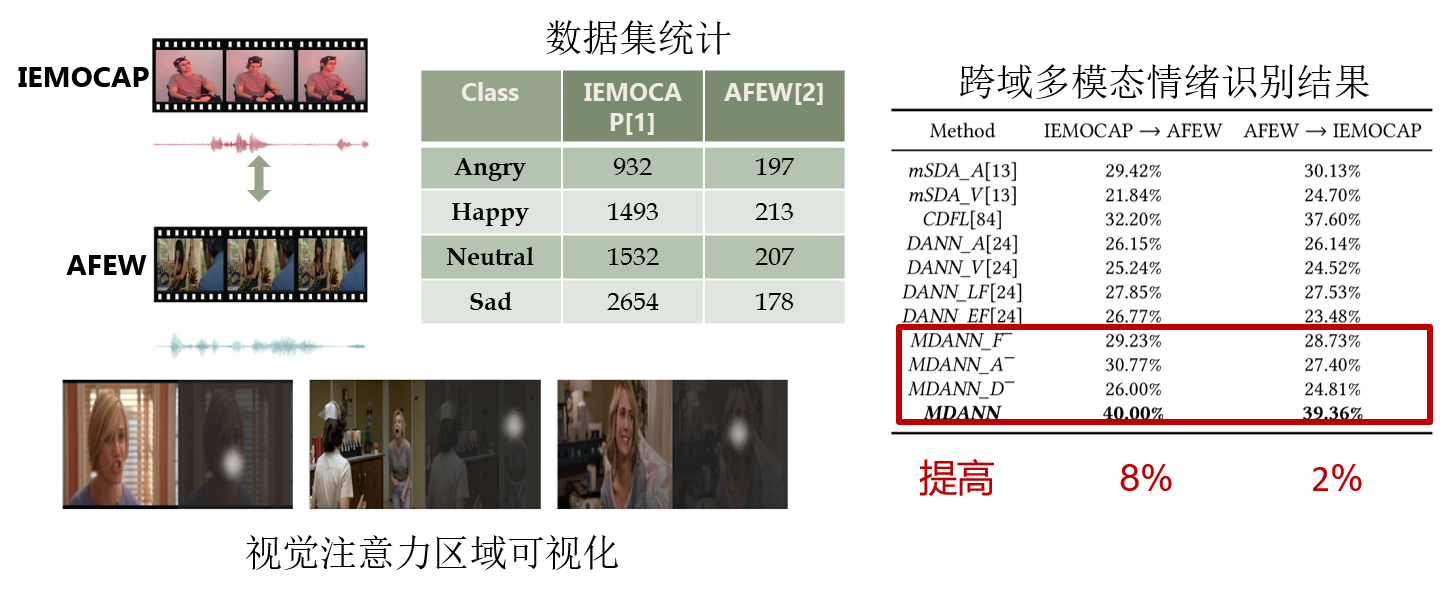 IEMOCAP
AFEW
数据集统计
Class IEMOCA AFEW[2]
P[1]
Angry 932 197
Happy 1493 213
Neutral 1532 207
Sad 2654 178
视觉注意力区域可视化
跨域多模态情绪识别结果
Method IEMOCAP → AFEW AFEW → IEMOCAP
mSDA_A[13] 29.42% 30.13%
mSDA_V[13] 21.84% 24.70%
CDFL[84] 32.20% 37.60%
DANN_A[24] 26.15% 26.14%
DANN_V[24] 25.24% 24.52%
DANN_LF[24] 27.85% 27.53%
DANN_EF[24] 26.77% 23.48%
MDANN_F⁻ 29.23% 28.73%
MDANN_A⁻ 30.77% 27.40%
MDANN_D⁻ 26.00% 24.81%
MDANN 40.00% 39.36%
提高 8% 2%